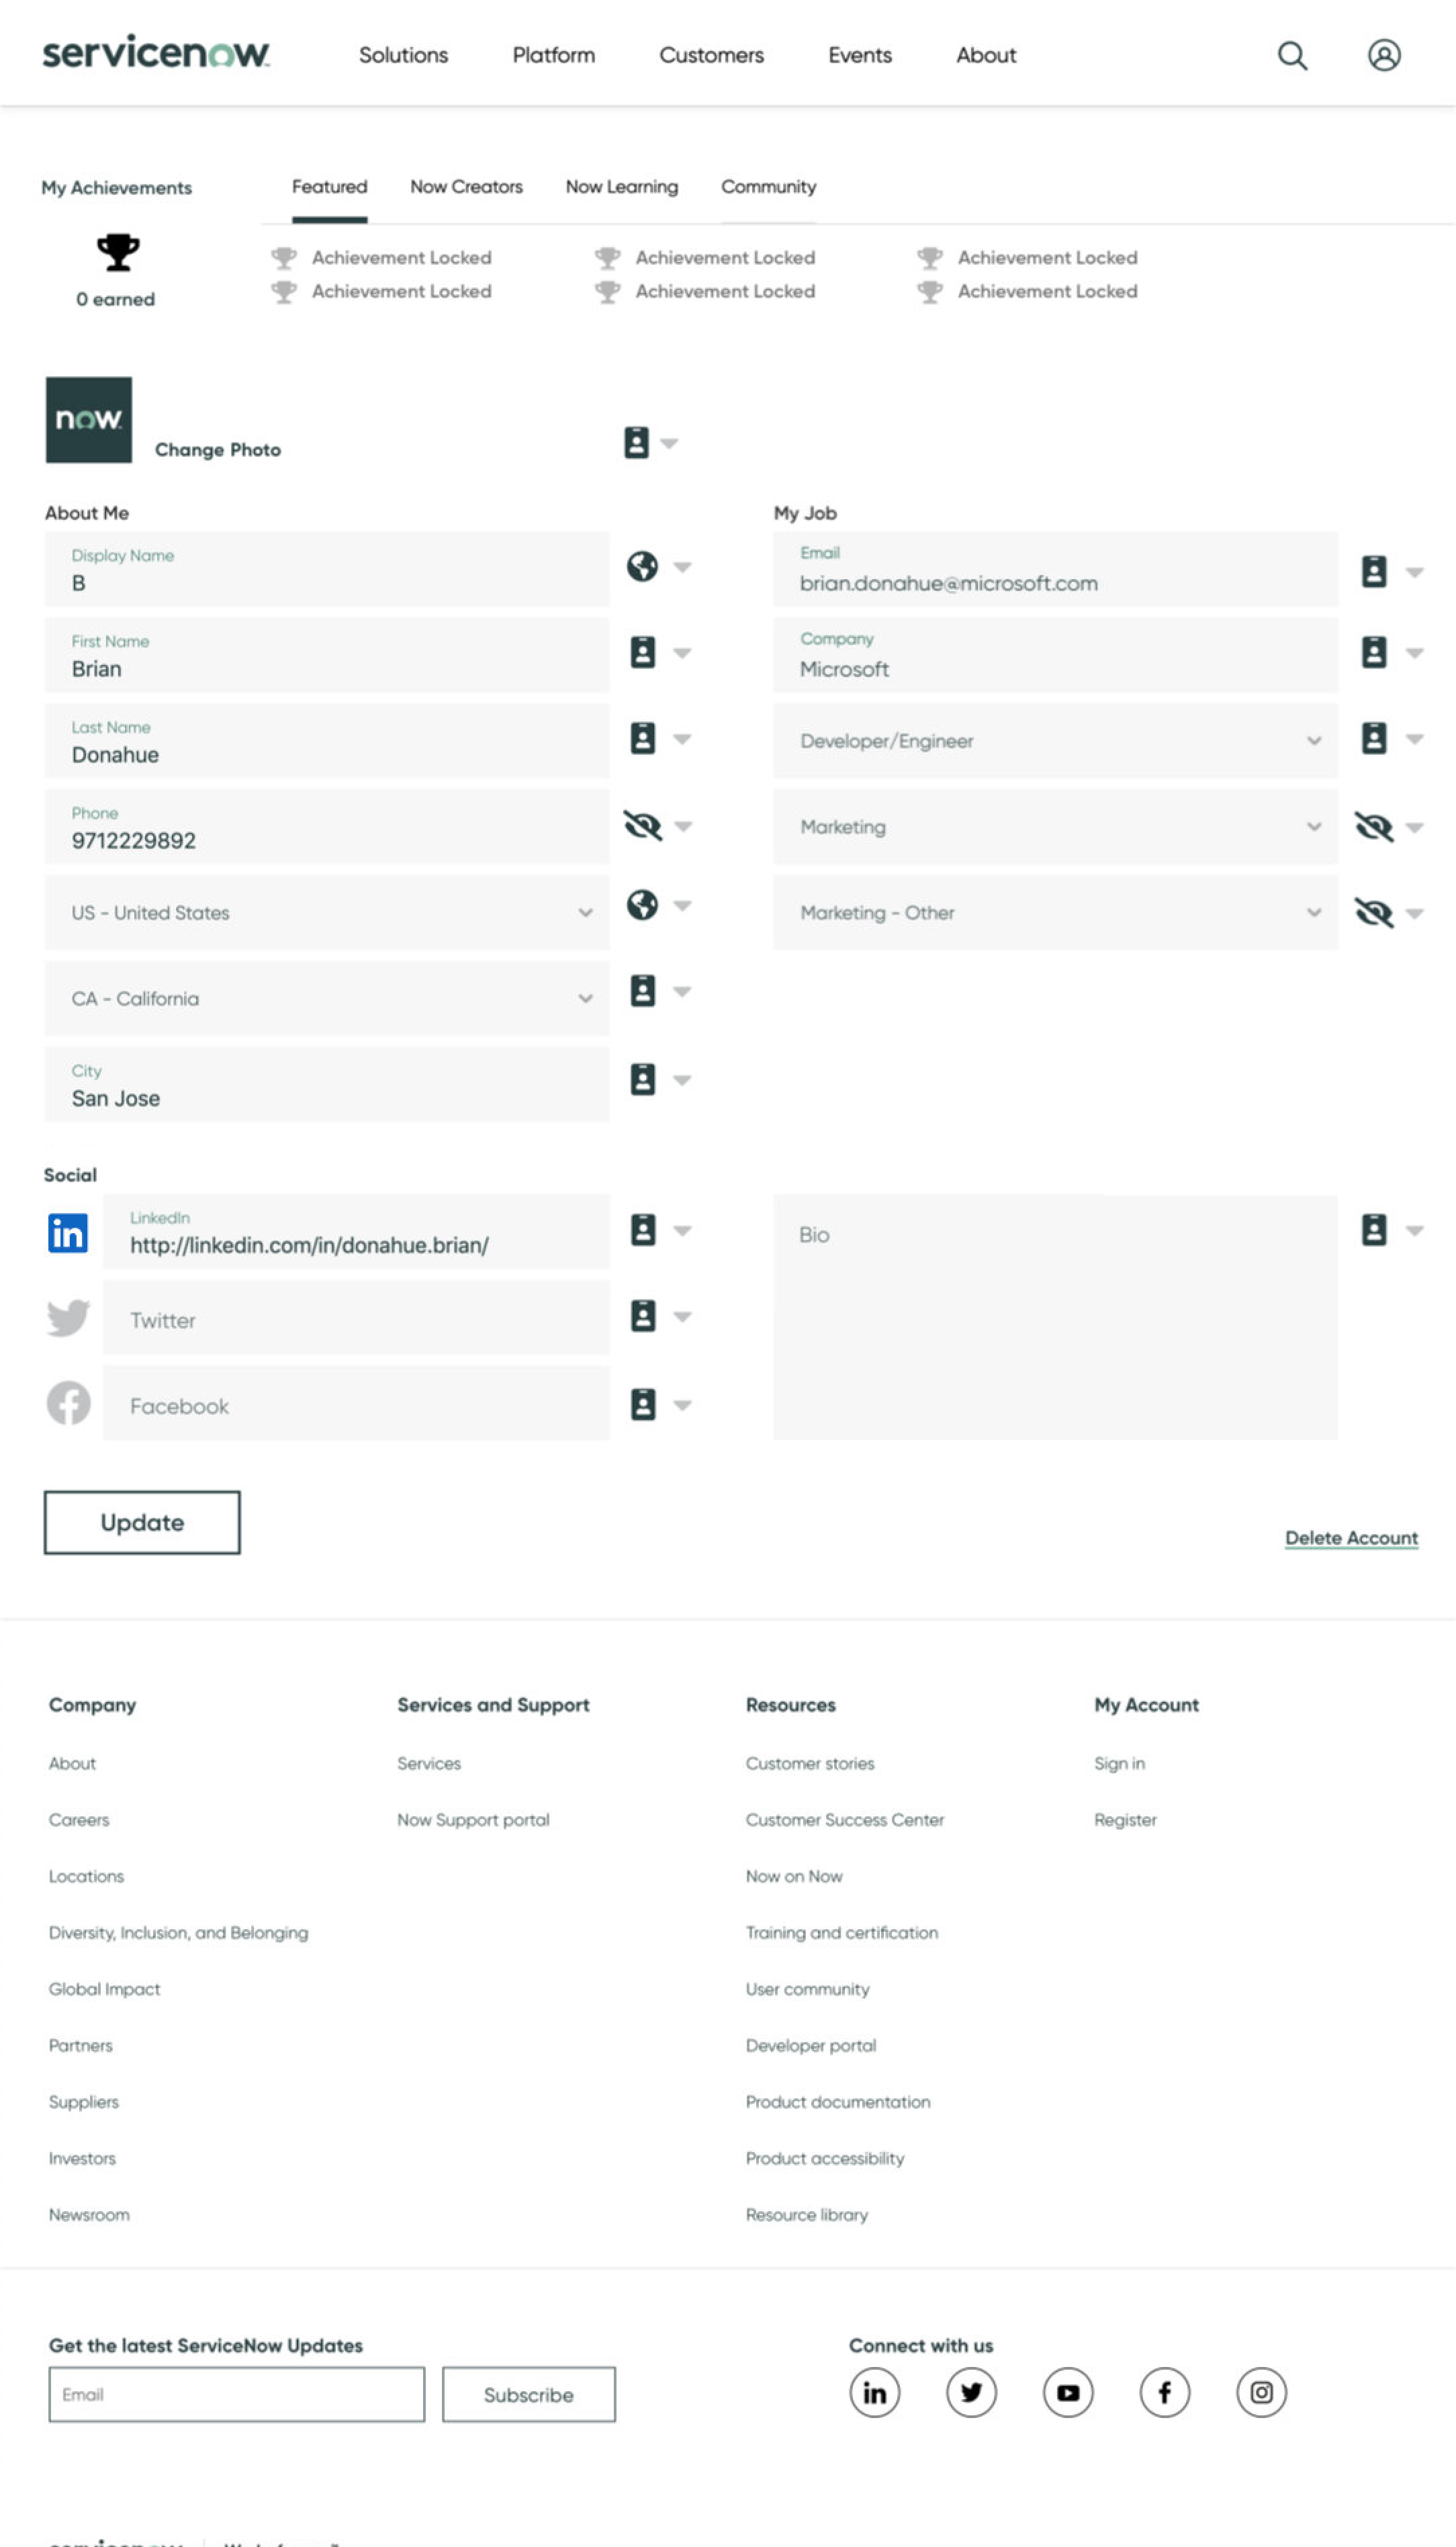 servicenow
Solutions Platform Customers Events About
My Achievements
Featured Now Creators Now Learning Community
0 earned
Achievement Locked Achievement Locked Achievement Locked
Achievement Locked Achievement Locked Achievement Locked
now
Change Photo
About Me
Display Name
B
First Name
Brian
Last Name
Donahue
Phone
9712229892
US - United States
CA - California
City
San Jose
My Job
Email
brian.donahue@microsoft.com
Company
Microsoft
Developer/Engineer
Marketing
Marketing - Other
Social
in
LinkedIn
http://linkedin.com/in/donahue.brian/
Twitter
Facebook
Bio
Update
Delete Account
Company
About
Careers
Locations
Diversity, Inclusion, and Belonging
Global Impact
Partners
Suppliers
Investors
Newsroom
Services and Support
Services
Now Support portal
Resources
Customer stories
Customer Success Center
Now on Now
Training and certification
User community
Developer portal
Product documentation
Product accessibility
Resource library
My Account
Sign in
Register
Get the latest ServiceNow Updates
Email
Subscribe
Connect with us
in